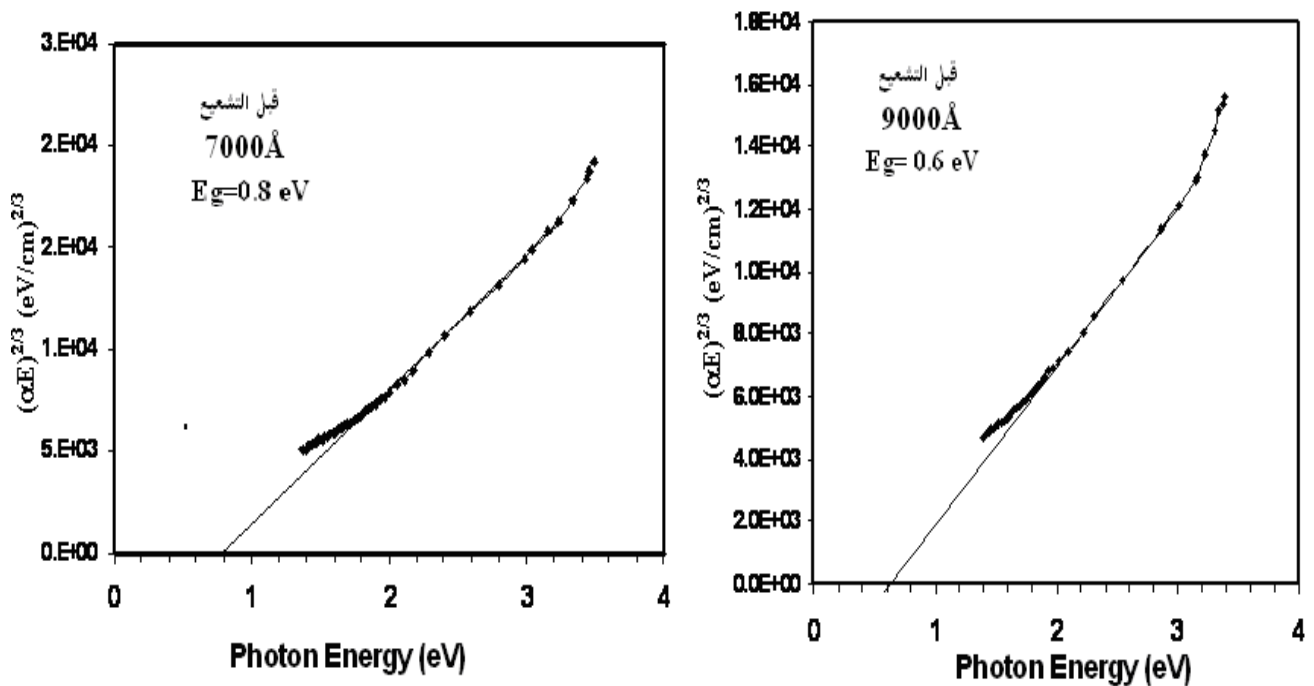 3.E+04
3.E+04
2.E+04
2.E+04
1.E+04
1.E+04
5.E+03
0.E+00
(αE)2/3 (eV/cm)2/3
قبل التشعيع
7000Å
Eg=0.8 eV
0 1 2 3 4
Photon Energy (eV)
1.8E+04
1.6E+04
1.4E+04
1.2E+04
1.0E+04
8.0E+03
6.0E+03
4.0E+03
2.0E+03
0.0E+00
(αE)2/3 (eV/cm)2/3
قبل التشعيع
9000Å
Eg= 0.6 eV
0 1 2 3 4
Photon Energy (eV)